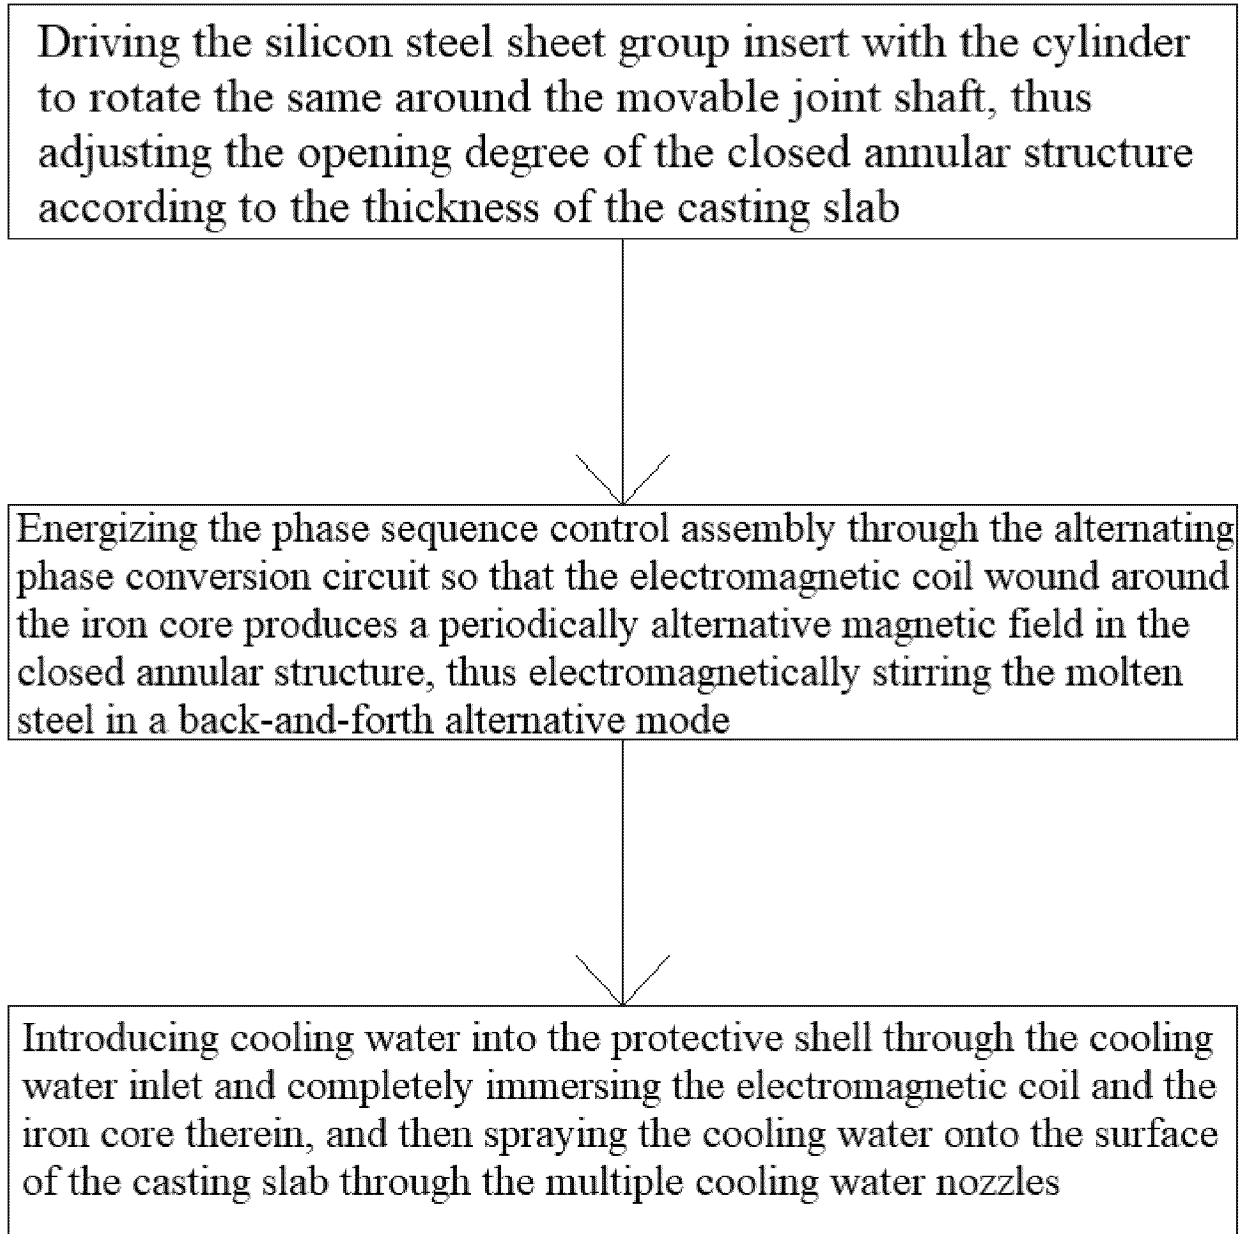 Driving the silicon steel sheet group insert with the cylinder
to rotate the same around the movable joint shaft, thus
adjusting the opening degree of the closed annular structure
according to the thickness of the casting slab
Energizing the phase sequence control assembly through the alternating
phase conversion circuit so that the electromagnetic coil wound around
the iron core produces a periodically alternative magnetic field in the
closed annular structure, thus electromagnetically stirring the molten
steel in a back-and-forth alternative mode
Introducing cooling water into the protective shell through the cooling
water inlet and completely immersing the electromagnetic coil and the
iron core therein, and then spraying the cooling water onto the surface
of the casting slab through the multiple cooling water nozzles